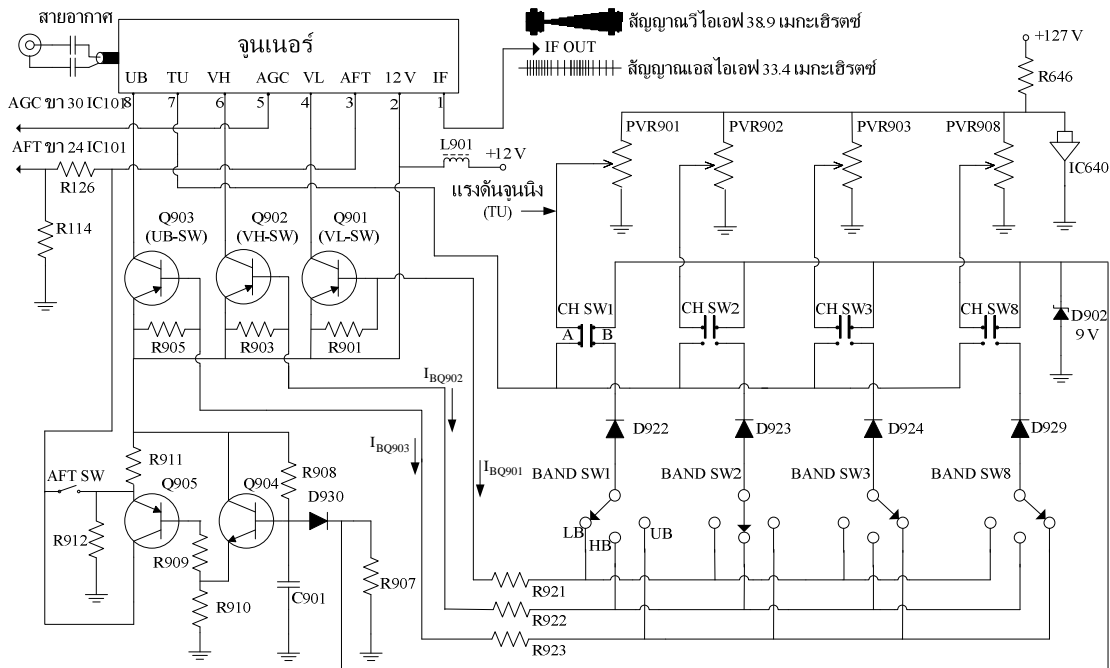 สายอากาศ
จูนเนอร์
UB TU VH AGC VL AFT 12 V IF
8 7 6 5 4 3 2 1
สัญญาณวีไอเอฟ 38.9 เมกะเฮิรตซ์
IF OUT
สัญญาณเอสไอเอฟ 33.4 เมกะเฮิรตซ์
+127 V
R646
AGC ขา 30 IC101
AFT ขา 24 IC101
R126
R114
L901
+12 V
PVR901 PVR902 PVR903 PVR908
IC640
แรงดันจูนนิง
(TU)
Q903 Q902 Q901
(UB-SW) (VH-SW) (VL-SW)
R905 R903 R901
CH SW1 CH SW2 CH SW3 CH SW8
A B
D902
9 V
IBQ902
IBQ903
IBQ901
D922 D923 D924 D929
R911
AFT SW
Q905
Q904
R908
D930
BAND SW1 BAND SW2 BAND SW3 BAND SW8
LB
HB
UB
R912
R909
R910
C901
R907
R921
R922
R923